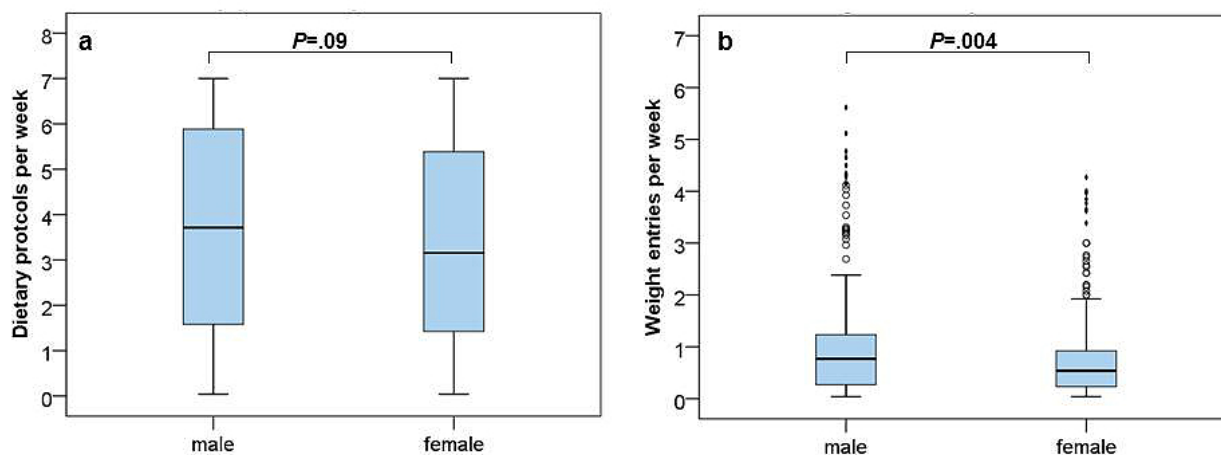 a
P=.09
Dietary protcols per week
8
7
6
5
4
3
2
1
0
male
female
b
P=.004
Weight entries per week
7
6
5
4
3
2
1
0
male
female